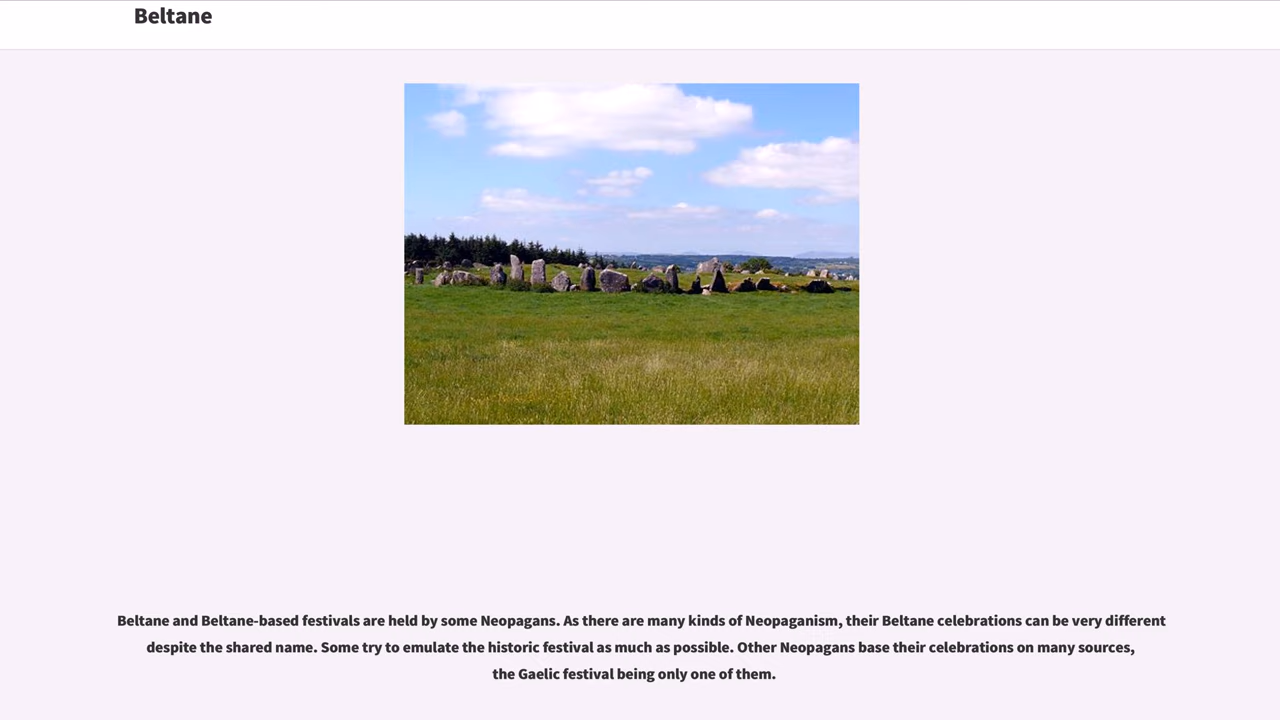 Beltane
Beltane and Beltane-based festivals are held by some Neopagans. As there are many kinds of Neopaganism, their Beltane celebrations can be very different
despite the shared name. Some try to emulate the historic festival as much as possible. Other Neopagans base their celebrations on many sources,
the Gaelic festival being only one of them.